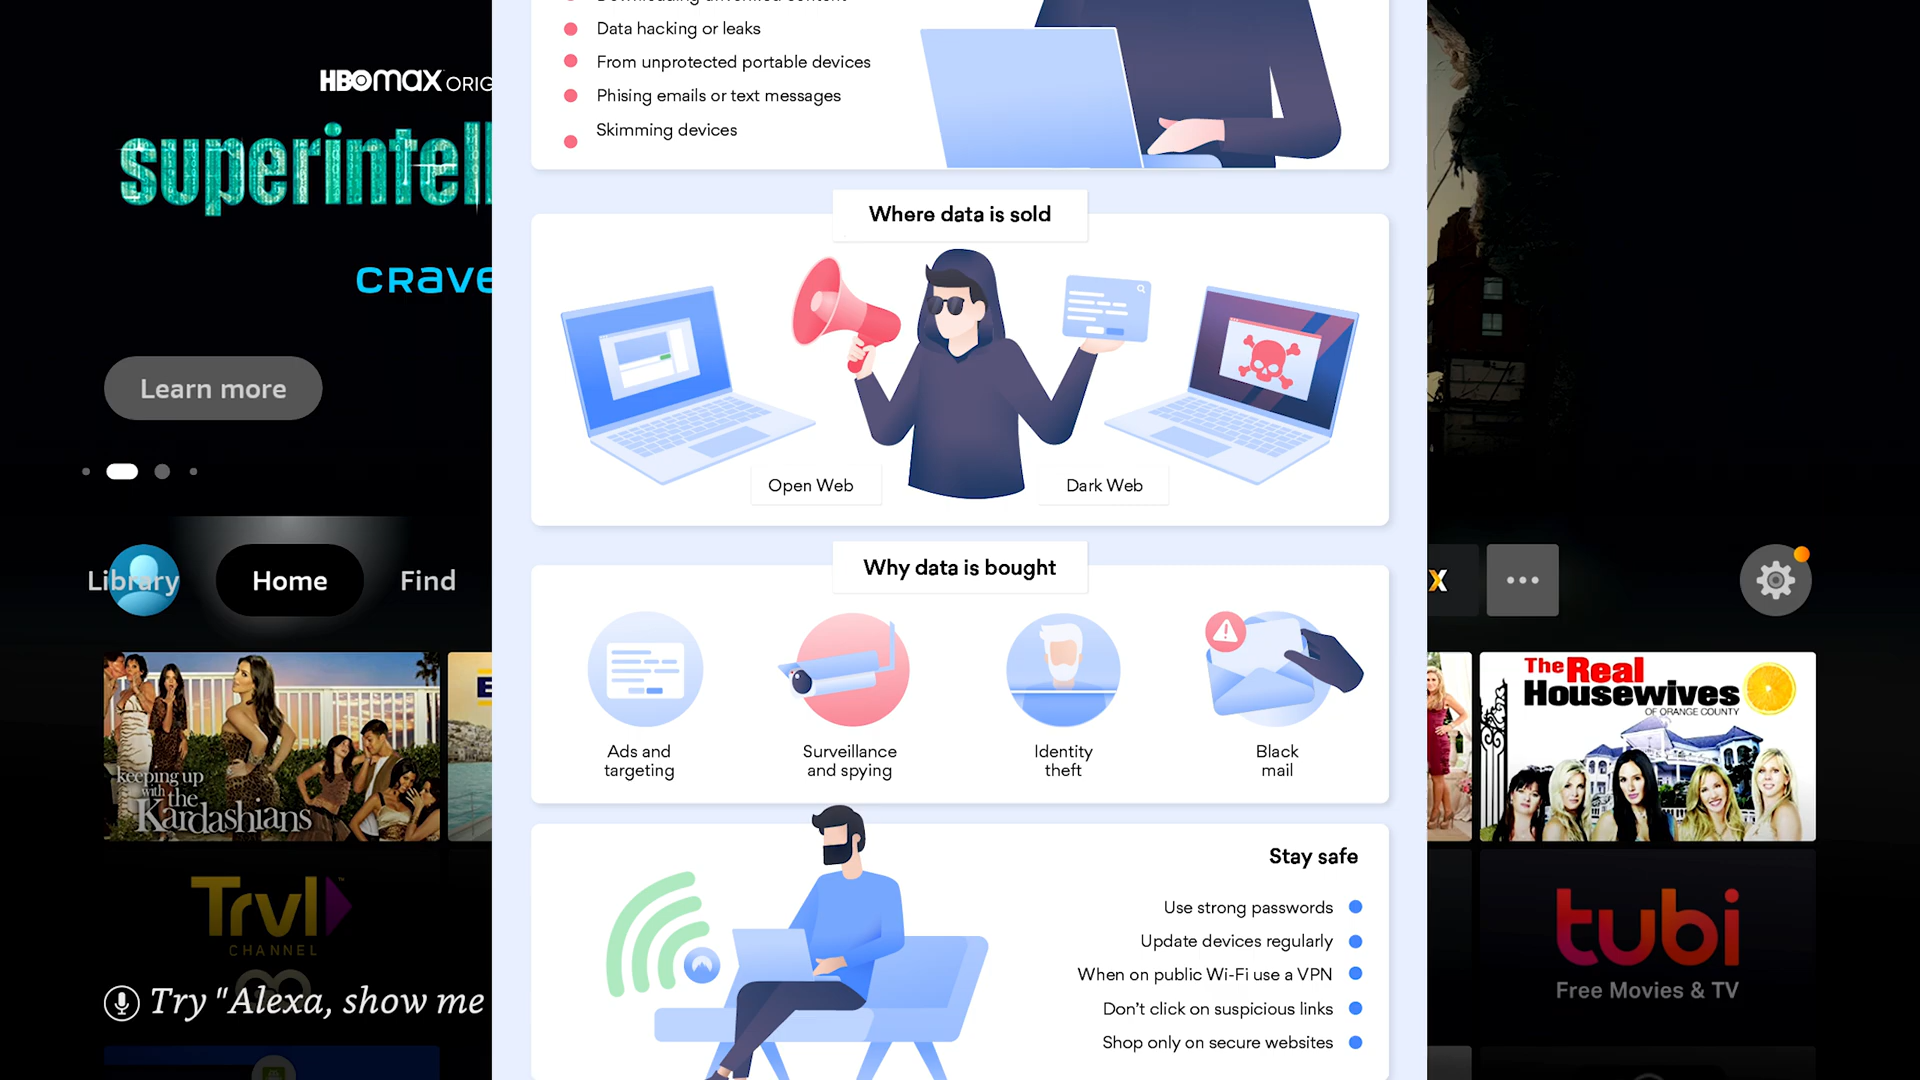 Data hacking or leaks
From unprotected portable devices
Phising emails or text messages
Skimming devices
HBOmax ORIG
superintell
CRAVE
Learn more
Where data is sold
Open Web
Dark Web
Why data is bought
Library
Home
Find
Ads and
targeting
Surveillance
and spying
Identity
theft
Black
mail
keeping up
with the
Kardashians
The Real
Housewives
OF ORANGE COUNTY
Stay safe
Use strong passwords
Update devices regularly
When on public Wi-Fi use a VPN
Don't click on suspicious links
Shop only on secure websites
Trvl
CHANNEL
Try "Alexa, show me
tubi
Free Movies & TV